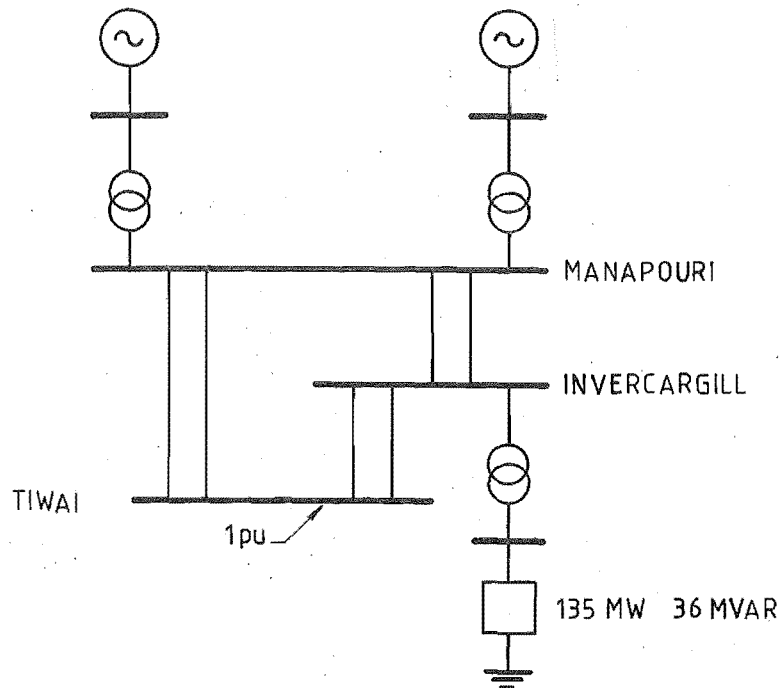 MANAPOURI
INVERCARGILL
TIWAI
1pu
135 MW 36 MVAR